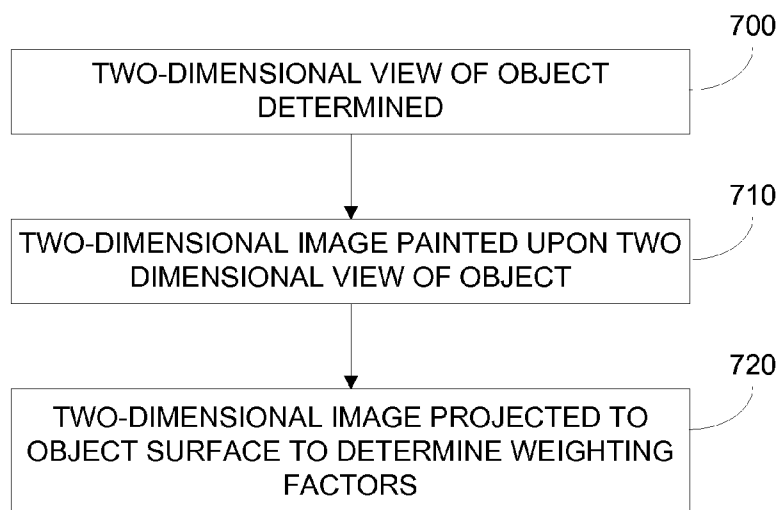 700
TWO-DIMENSIONAL VIEW OF OBJECT
DETERMINED
710
TWO-DIMENSIONAL IMAGE PAINTED UPON TWO
DIMENSIONAL VIEW OF OBJECT
720
TWO-DIMENSIONAL IMAGE PROJECTED TO
OBJECT SURFACE TO DETERMINE WEIGHTING
FACTORS